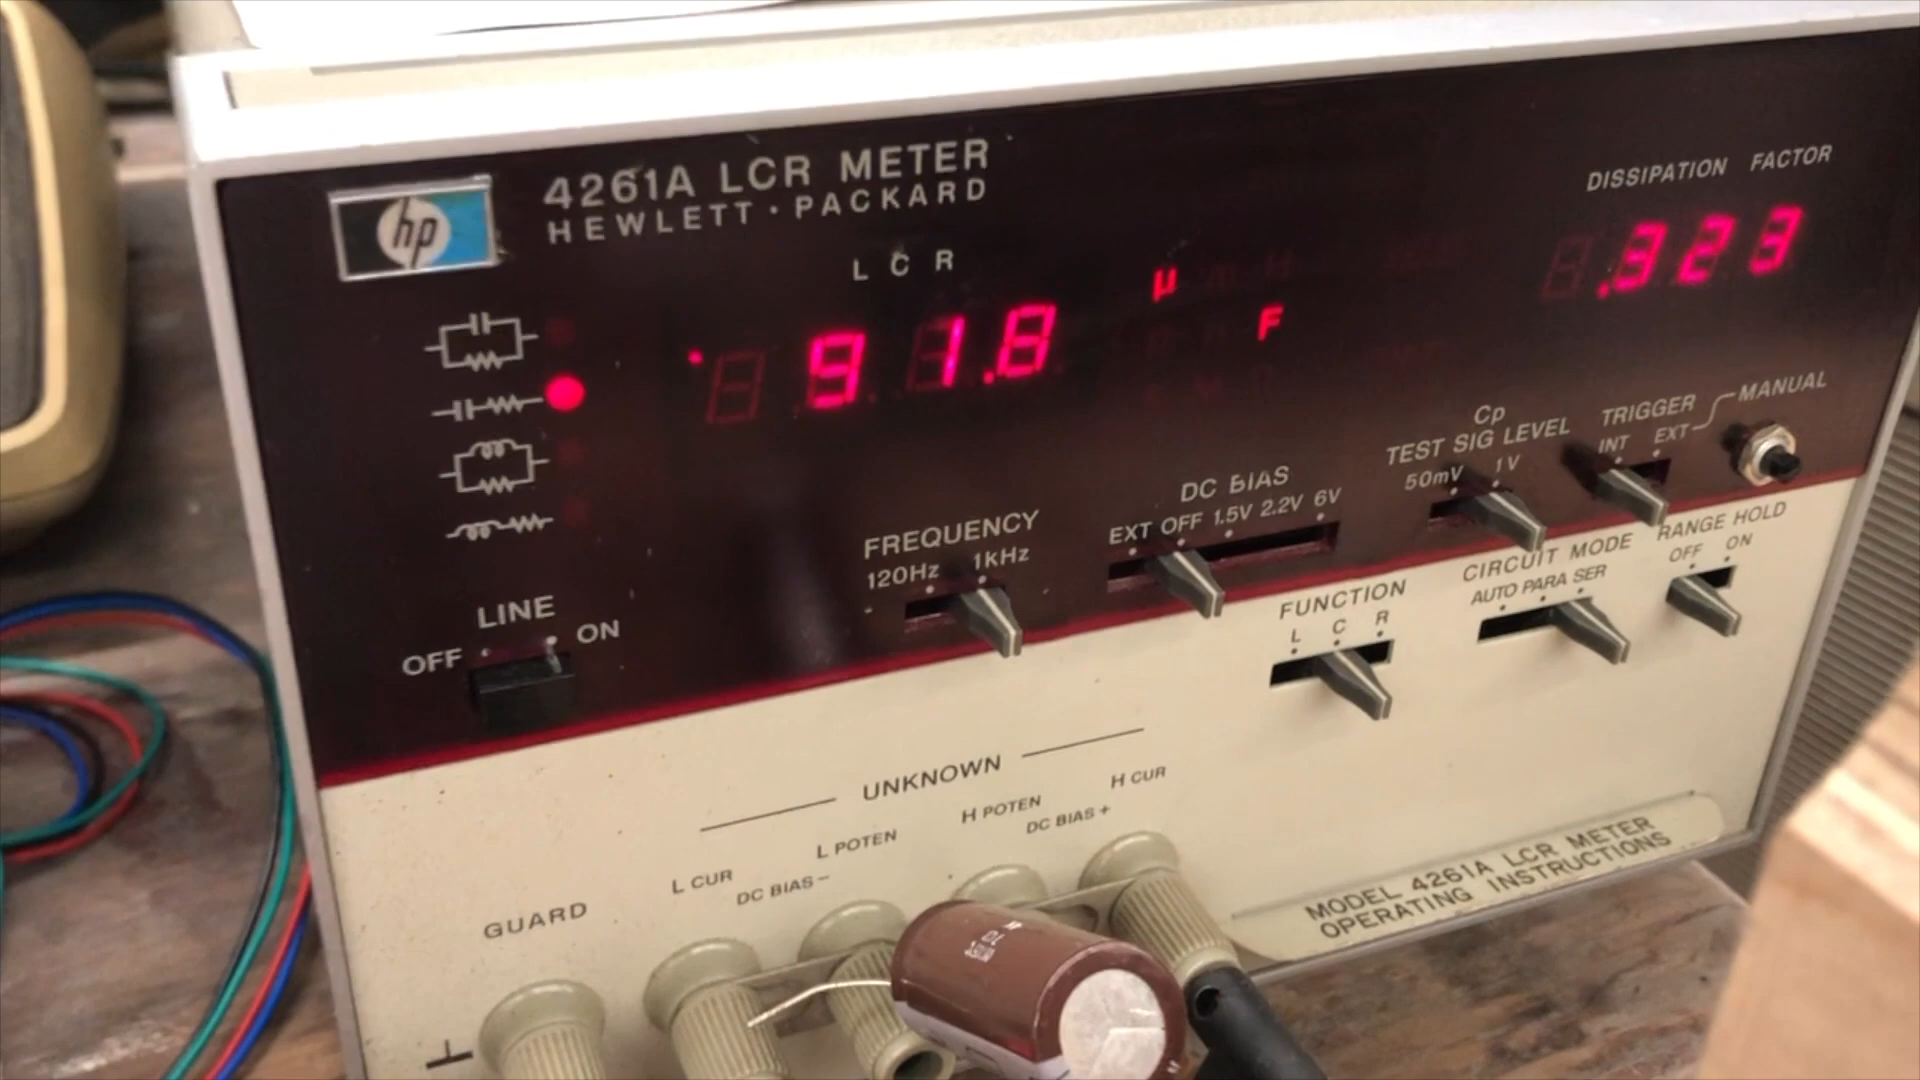 hp
4261A LCR METER
HEWLETT · PACKARD
DISSIPATION FACTOR
.323
L C R
91.8
µ
F
MANUAL
TRIGGER
INT EXT
Cp
TEST SIG LEVEL
50mV 1V
DC BIAS
EXT OFF 1.5V 2.2V 6V
FREQUENCY
120Hz 1kHz
RANGE HOLD
OFF ON
CIRCUIT MODE
AUTO PARA SER
FUNCTION
L C R
LINE
OFF ON
UNKNOWN
H CUR
H POTEN
DC BIAS +
L POTEN
L CUR
DC BIAS −
GUARD
MODEL 4261A LCR METER
OPERATING INSTRUCTIONS